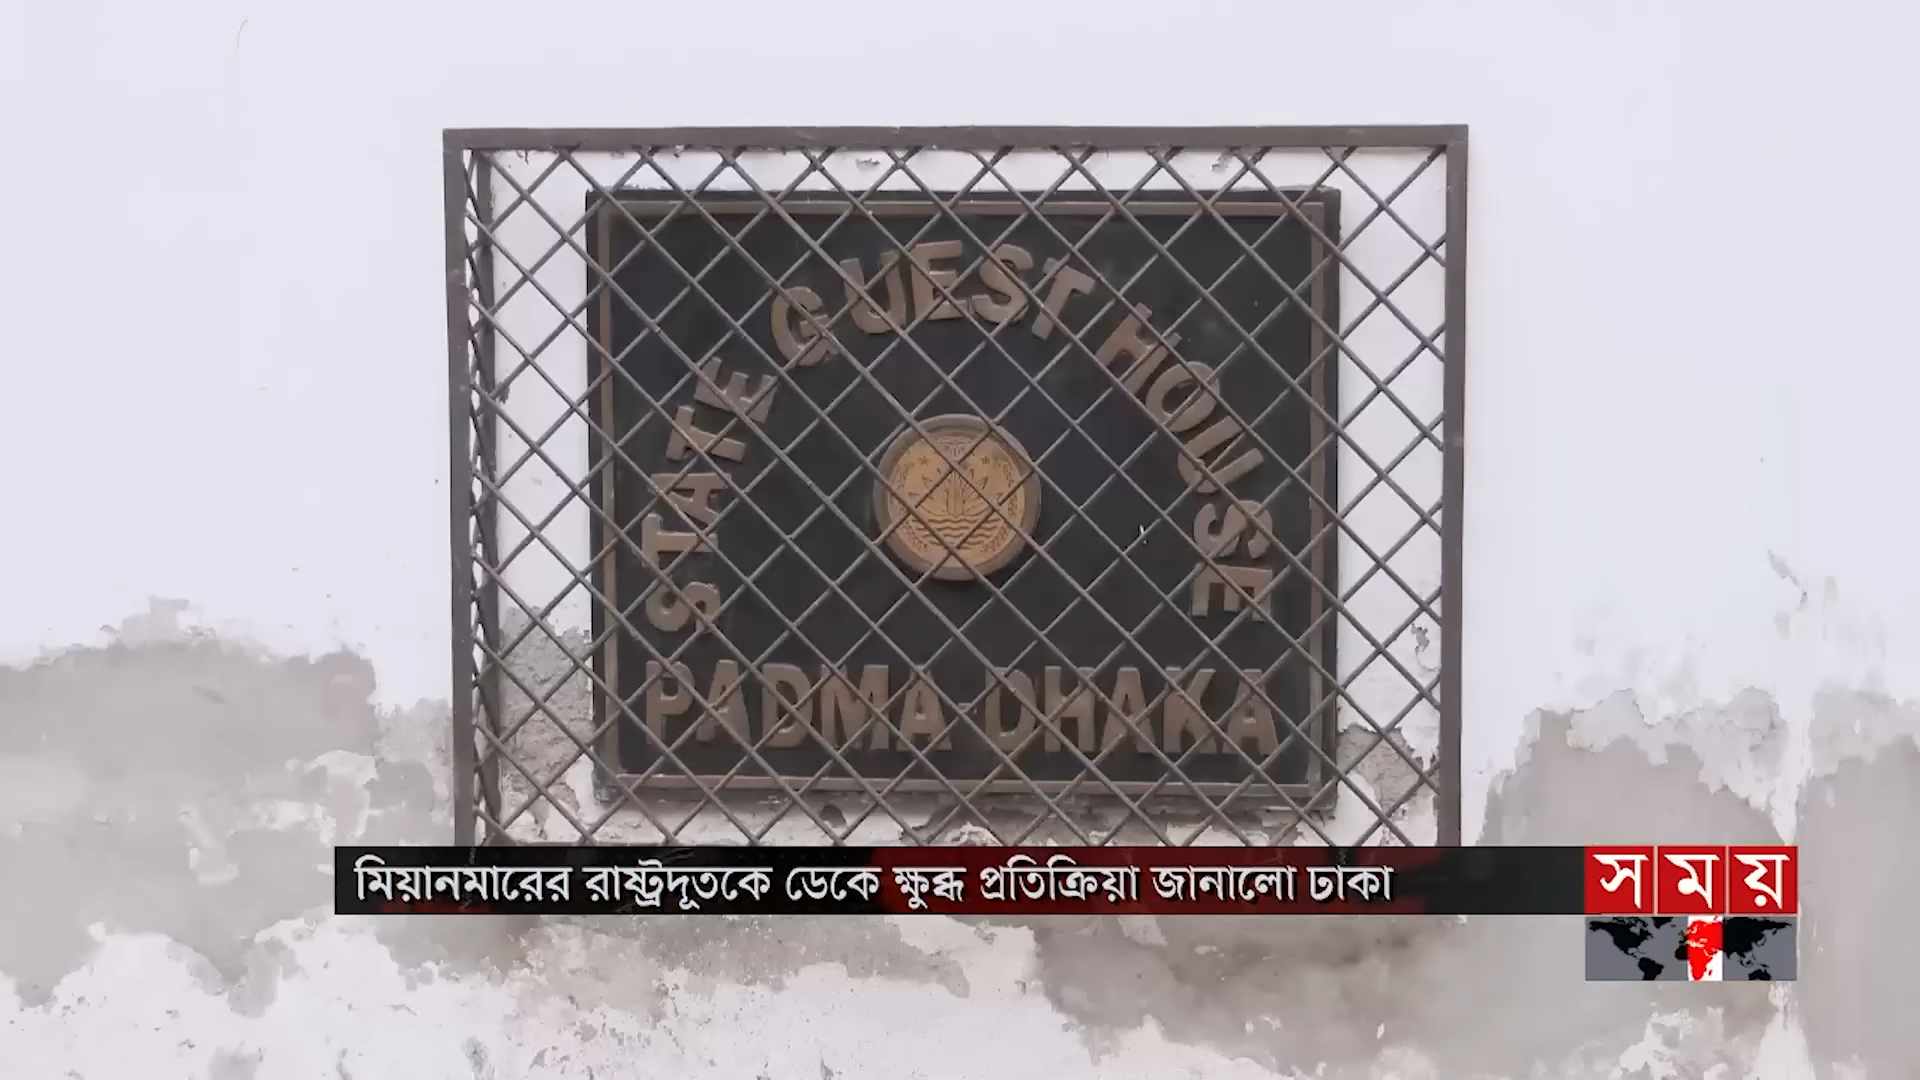 STATE GUEST HOUSE
PADMA-DHAKA
মিয়ানমারের রাষ্ট্রদূতকে ডেকে ক্ষুব্ধ প্রতিক্রিয়া জানালো ঢাকা
সময়